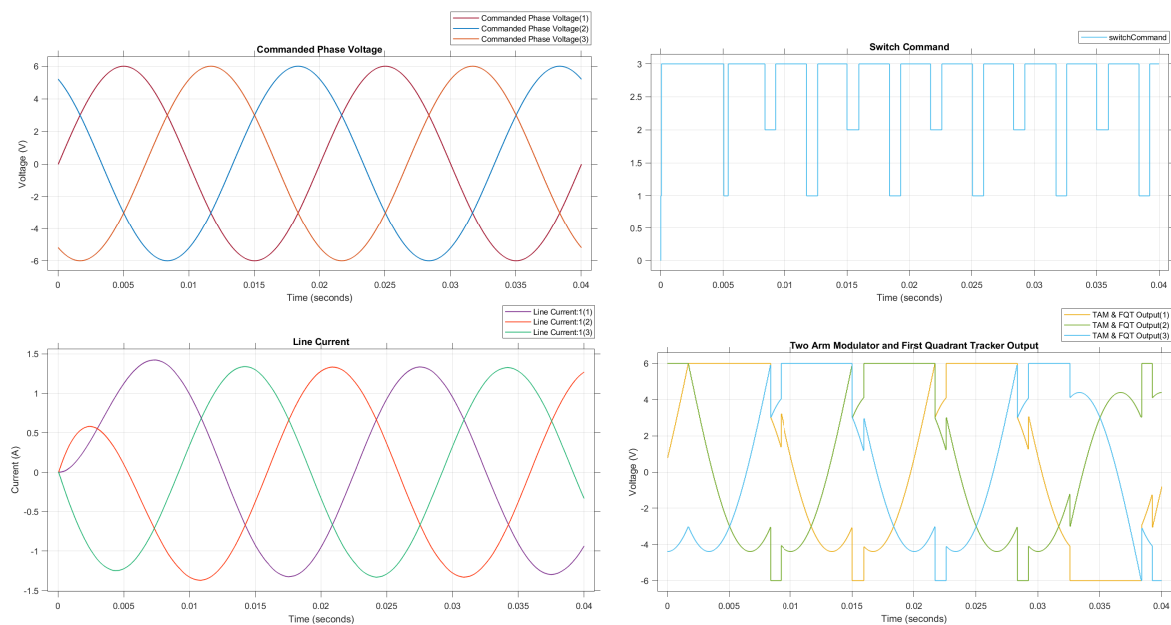 Commanded Phase Voltage(1)
Commanded Phase Voltage(2)
Commanded Phase Voltage(3)
Commanded Phase Voltage
6
4
2
0
-2
-4
-6
Voltage (V)
0 0.005 0.01 0.015 0.02 0.025 0.03 0.035 0.04
Time (seconds)
switchCommand
Switch Command
3
2.5
2
1.5
1
0.5
0
0 0.005 0.01 0.015 0.02 0.025 0.03 0.035 0.04
Time (seconds)
Line Current:1(1)
Line Current:1(2)
Line Current:1(3)
Line Current
1.5
1
0.5
0
-0.5
-1
-1.5
Current (A)
0 0.005 0.01 0.015 0.02 0.025 0.03 0.035 0.04
Time (seconds)
TAM & FQT Output(1)
TAM & FQT Output(2)
TAM & FQT Output(3)
Two Arm Modulator and First Quadrant Tracker Output
6
4
2
0
-2
-4
-6
Voltage (V)
0 0.005 0.01 0.015 0.02 0.025 0.03 0.035 0.04
Time (seconds)